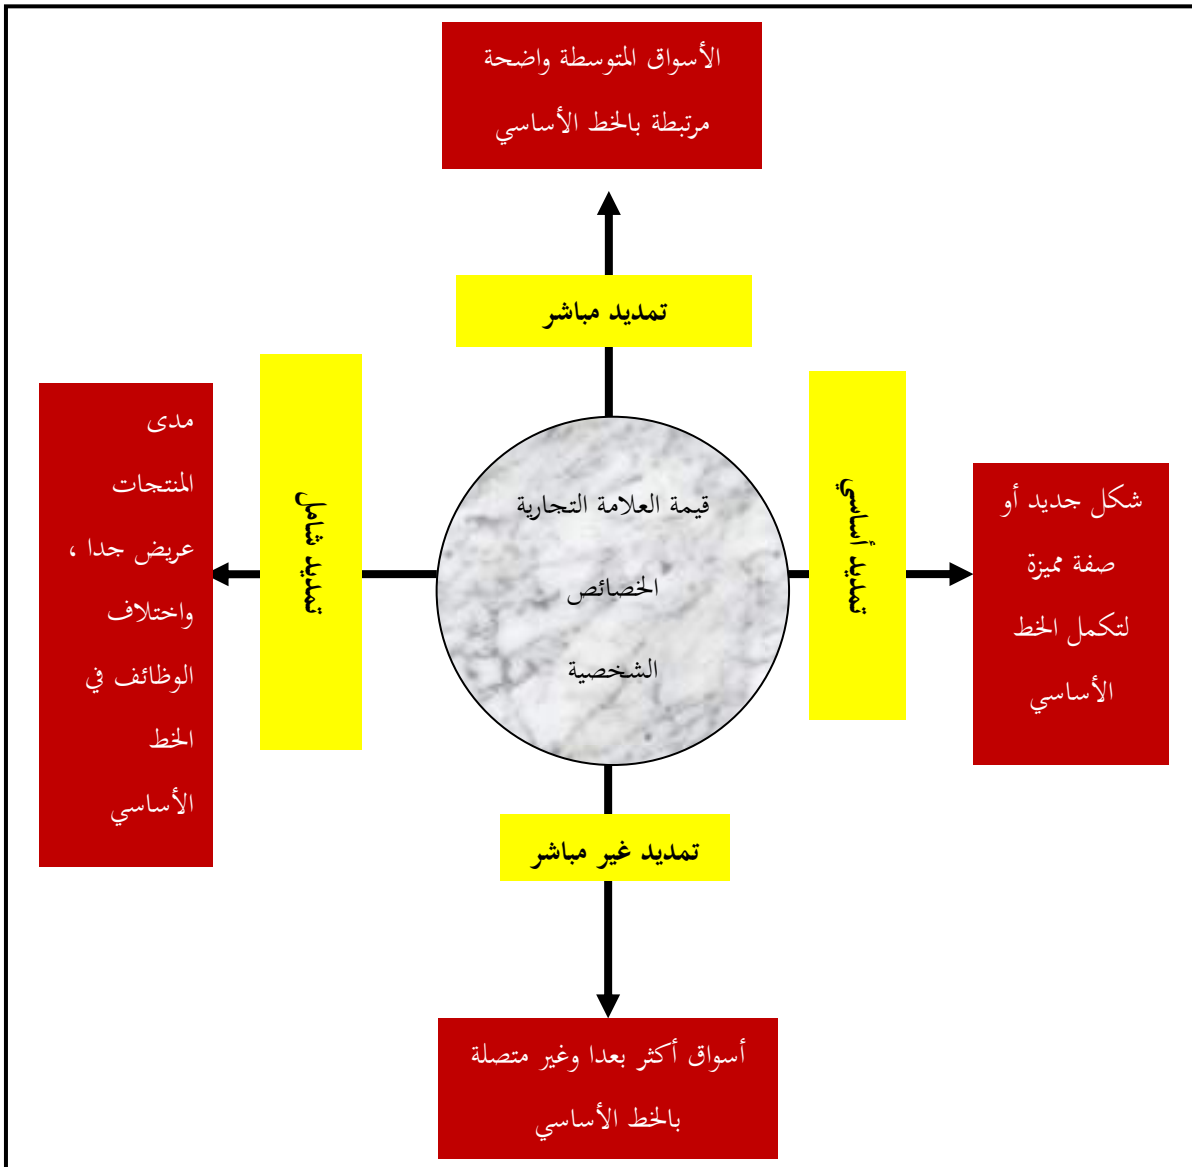 الأسواق المتوسطة واضحة
مرتبطة بالخط الأساسي
تمديد مباشر
شكل جديد أو
صفة مميزة
لتكمل الخط
الأساسي
تمديد أساسي
قيمة العلامة التجارية
الخصائص
الشخصية
تمديد شامل
مدى
المنتجات
عريض جدا ،
واختلاف
الوظائف في
الخط
الأساسي
تمديد غير مباشر
أسواق أكثر بعدا وغير متصلة
بالخط الأساسي